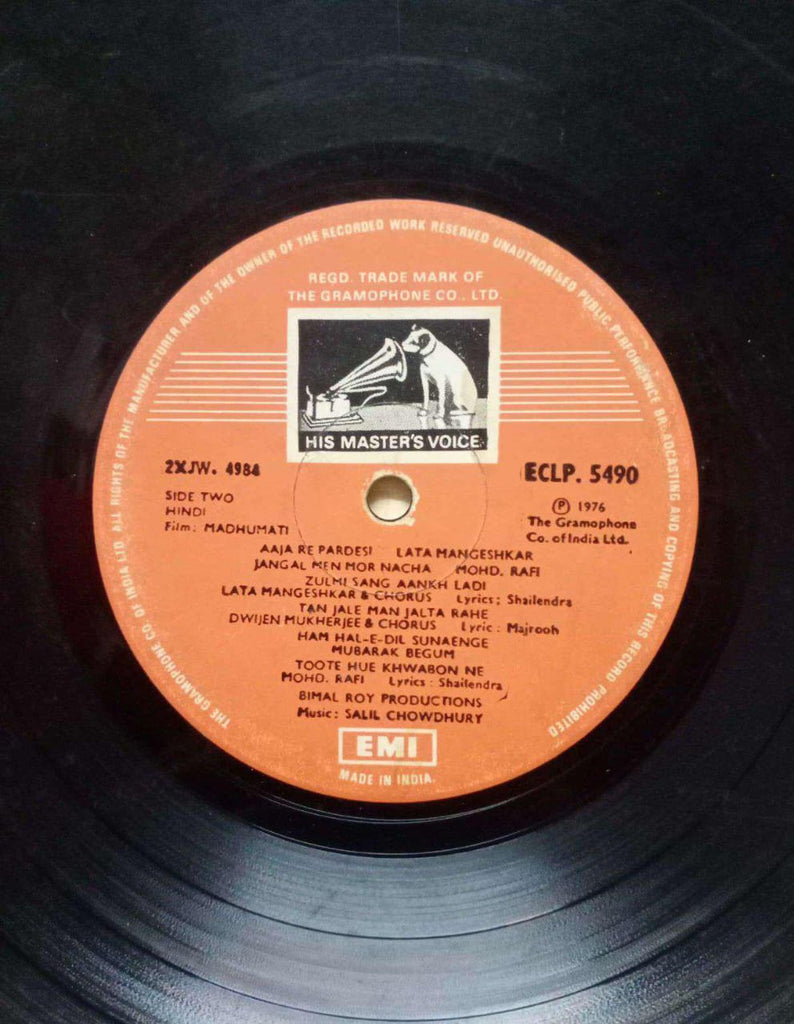 THE GRAMOPHONE CO. OF INDIA LTD. ALL RIGHTS OF THE MANUFACTURER AND OF THE OWNER OF THE RECORDED WORK RESERVED UNAUTHORISED PUBLIC PERFORMANCE BROADCASTING AND COPYING OF THIS RECORD PROHIBITED
REGD. TRADE MARK OF
THE GRAMOPHONE CO., LTD.
HIS MASTER'S VOICE
2XJW. 4984
ECLP. 5490
SIDE TWO
HINDI
Film: MADHUMATI
Ⓟ 1976
The Gramophone
Co. of India Ltd.
AAJA RE PARDESI LATA MANGESHKAR
JANGAL MEN MOR NACHA MOHD. RAFI
ZULMI SANG AANKH LADI
LATA MANGESHKAR & CHORUS Lyrics: Shailendra
TAN JALE MAN JALTA RAHE
DWIJEN MUKHERJEE & CHORUS Lyric: Majrooh
HAM HAL-E-DIL SUNAENGE
MUBARAK BEGUM
TOOTE HUE KHWABON NE
MOHD. RAFI Lyrics: Shailendra
BIMAL ROY PRODUCTIONS
Music: SALIL CHOWDHURY
EMI
MADE IN INDIA.